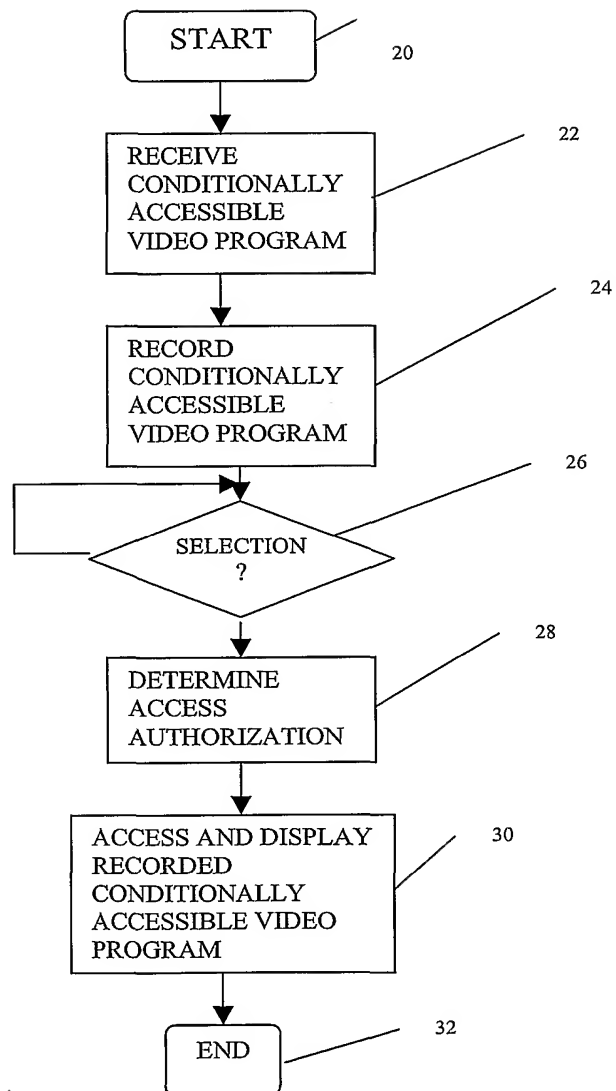 START
20
RECEIVE
CONDITIONALLY
ACCESSIBLE
VIDEO PROGRAM
22
RECORD
CONDITIONALLY
ACCESSIBLE
VIDEO PROGRAM
24
SELECTION
?
26
DETERMINE
ACCESS
AUTHORIZATION
28
ACCESS AND DISPLAY
RECORDED
CONDITIONALLY
ACCESSIBLE VIDEO
PROGRAM
30
END
32